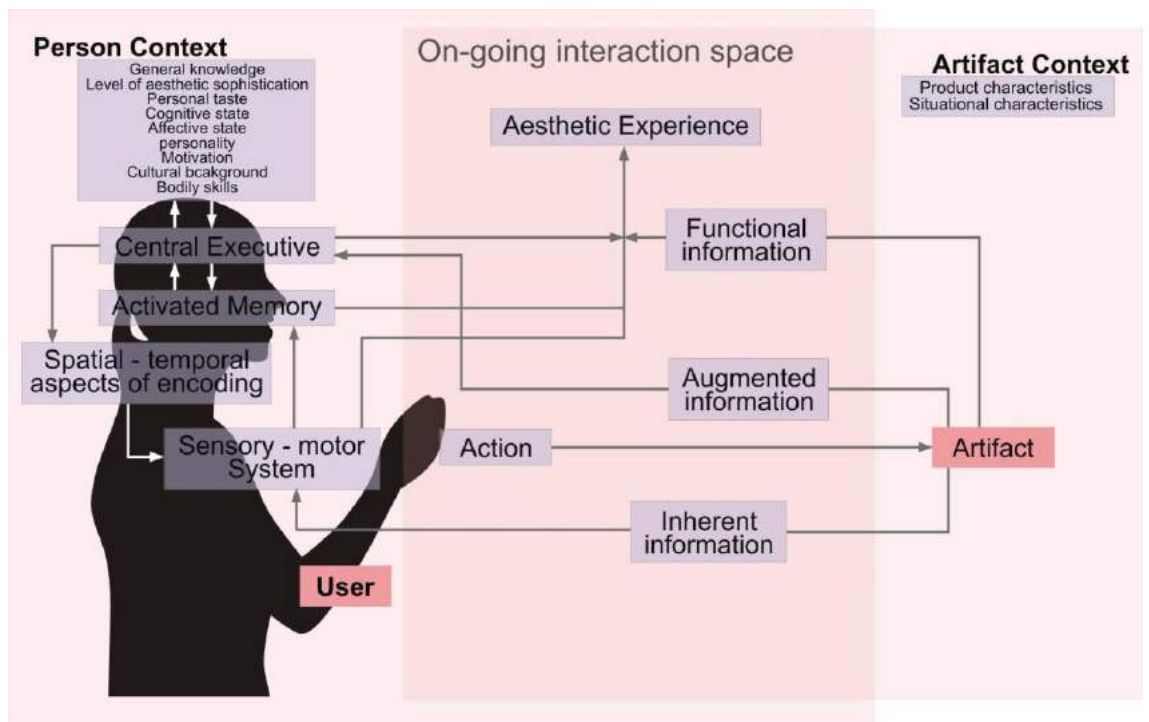 Person Context
General knowledge
Level of aesthetic sophistication
Personal taste
Cognitive state
Affective state
personality
Motivation
Cultural bcakground
Bodily skills
Central Executive
Activated Memory
Spatial - temporal
aspects of encoding
Sensory - motor
System
User
On-going interaction space
Aesthetic Experience
Functional
information
Augmented
information
Action
Inherent
information
Artifact Context
Product characteristics
Situational characteristics
Artifact